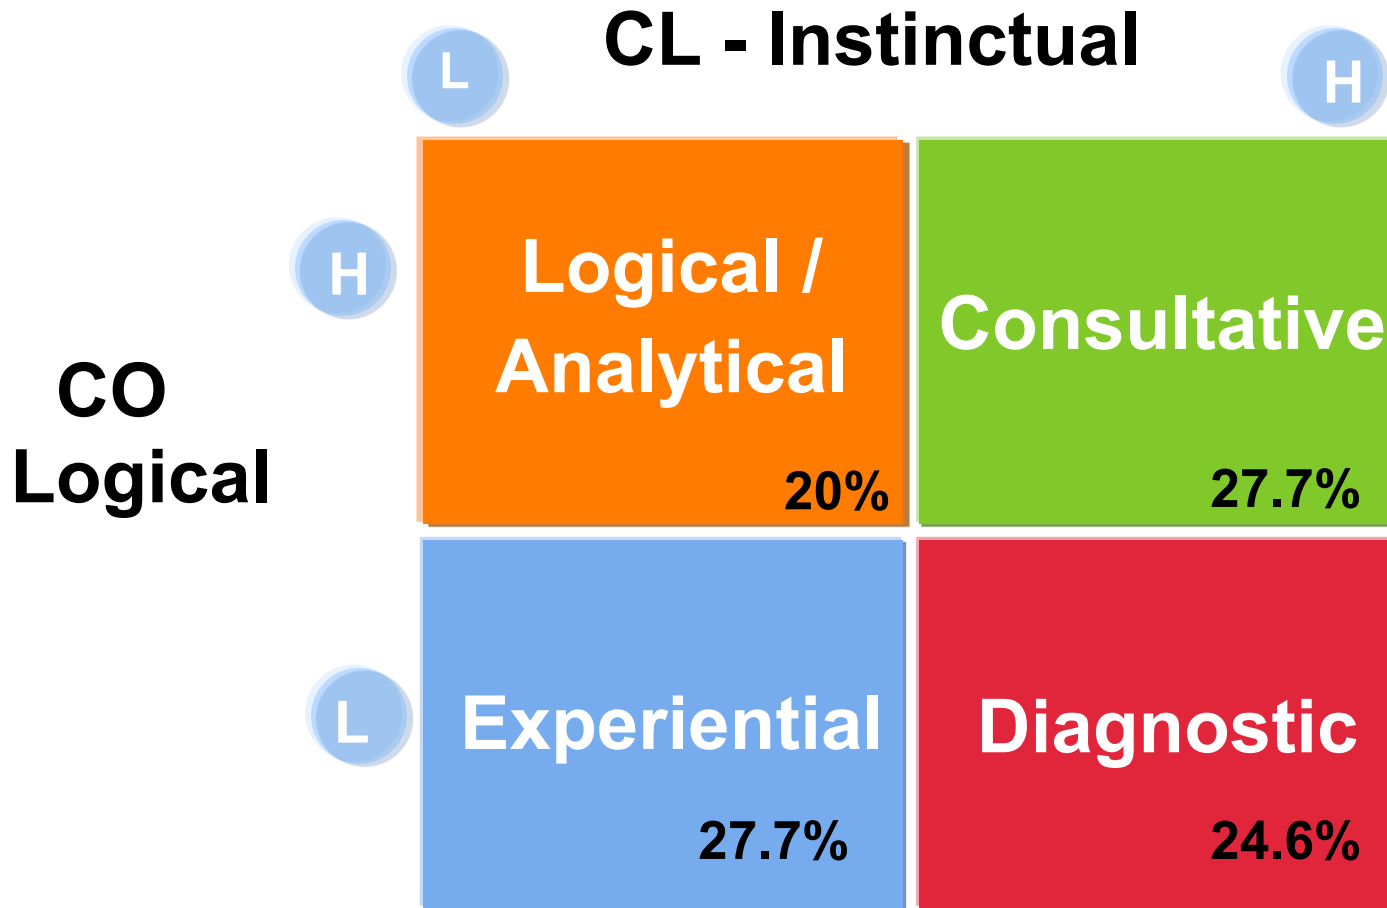 CL - Instinctual
L
H
H
Logical /
Analytical
Consultative
CO
Logical
20%
27.7%
L
Experiential
Diagnostic
27.7%
24.6%